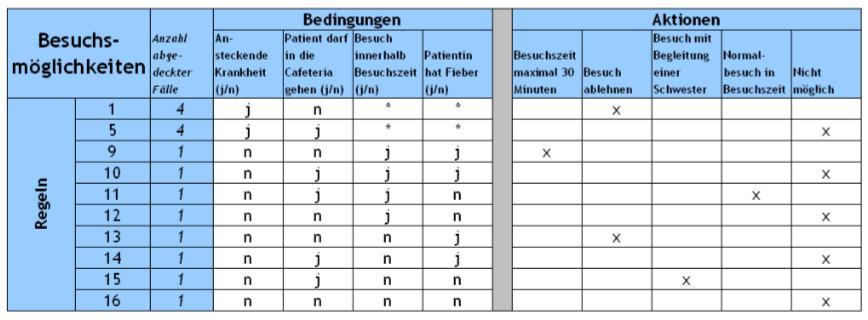 Besuchs-
möglichkeiten
Anzahl
abge-
deckter
Fälle
Bedingungen
An-
steckende
Krankheit
(j/n)
Patient darf
in die
Cafeteria
gehen (j/n)
Besuch
innerhalb
Besuchszeit
(j/n)
Patientin
hat Fieber
(j/n)
Aktionen
Besuchszeit
maximal 30
Minuten
Besuch
ablehnen
Besuch mit
Begleitung
einer
Schwester
Normal-
besuch in
Besuchszeit
Nicht
möglich
Regeln
1 4 j n * * x
5 4 j j * * x
9 1 n n j j x
10 1 n j j j x
11 1 n j j n x
12 1 n n j n x
13 1 n n n j x
14 1 n j n j x
15 1 n j n n x
16 1 n n n n x